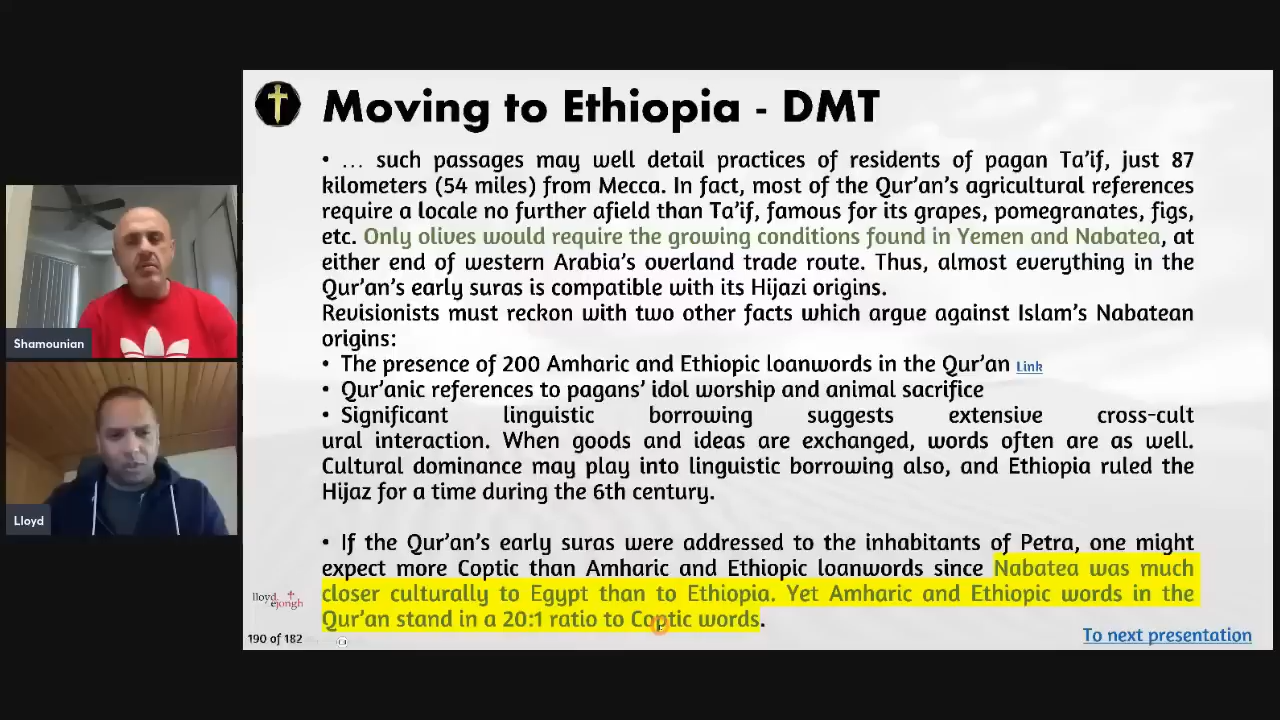 Moving to Ethiopia - DMT
• … such passages may well detail practices of residents of pagan Ta'if, just 87
kilometers (54 miles) from Mecca. In fact, most of the Qur'an's agricultural references
require a locale no further afield than Ta'if, famous for its grapes, pomegranates, figs,
etc. Only olives would require the growing conditions found in Yemen and Nabatea, at
either end of western Arabia's overland trade route. Thus, almost everything in the
Qur'an's early suras is compatible with its Hijazi origins.
Revisionists must reckon with two other facts which argue against Islam's Nabatean
origins:
• The presence of 200 Amharic and Ethiopic loanwords in the Qur'an Link
• Qur'anic references to pagans' idol worship and animal sacrifice
• Significant linguistic borrowing suggests extensive cross-cult
ural interaction. When goods and ideas are exchanged, words often are as well.
Cultural dominance may play into linguistic borrowing also, and Ethiopia ruled the
Hijaz for a time during the 6th century.
• If the Qur'an's early suras were addressed to the inhabitants of Petra, one might
expect more Coptic than Amharic and Ethiopic loanwords since Nabatea was much
closer culturally to Egypt than to Ethiopia. Yet Amharic and Ethiopic words in the
Qur'an stand in a 20:1 ratio to Coptic words.
Shamounian
Lloyd
lloyd
dejongh
190 of 182
To next presentation